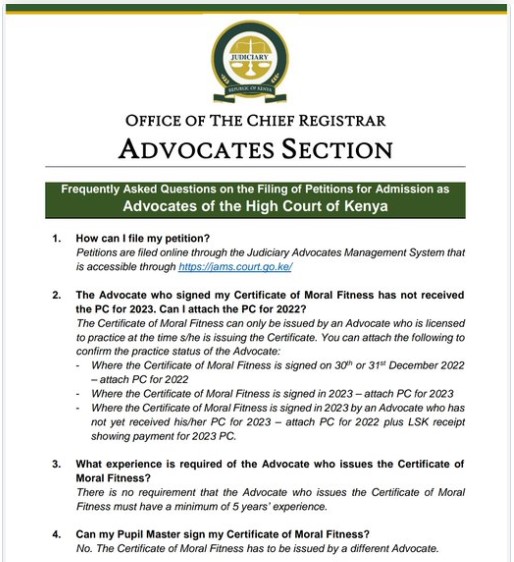 JUDICIARY
REPUBLIC OF KENYA
OFFICE OF THE CHIEF REGISTRAR
ADVOCATES SECTION
Frequently Asked Questions on the Filing of Petitions for Admission as
Advocates of the High Court of Kenya
1. How can I file my petition?
Petitions are filed online through the Judiciary Advocates Management System that
is accessible through https://jams.court.go.ke/
2. The Advocate who signed my Certificate of Moral Fitness has not received
the PC for 2023. Can I attach the PC for 2022?
The Certificate of Moral Fitness can only be issued by an Advocate who is licensed
to practice at the time s/he is issuing the Certificate. You can attach the following to
confirm the practice status of the Advocate:
- Where the Certificate of Moral Fitness is signed on 30th or 31st December 2022
– attach PC for 2022
- Where the Certificate of Moral Fitness is signed in 2023 – attach PC for 2023
- Where the Certificate of Moral Fitness is signed in 2023 by an Advocate who has
not yet received his/her PC for 2023 – attach PC for 2022 plus LSK receipt
showing payment for 2023 PC.
3. What experience is required of the Advocate who issues the Certificate of
Moral Fitness?
There is no requirement that the Advocate who issues the Certificate of Moral
Fitness must have a minimum of 5 years' experience.
4. Can my Pupil Master sign my Certificate of Moral Fitness?
No. The Certificate of Moral Fitness has to be issued by a different Advocate.